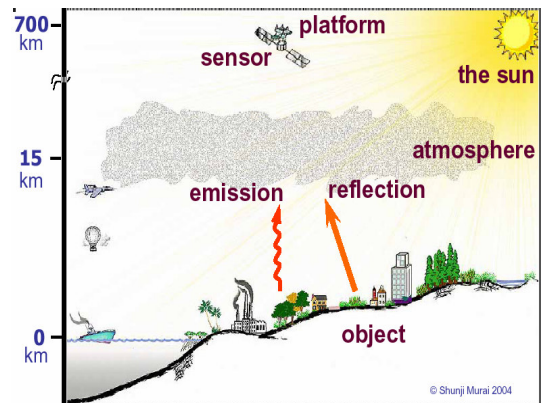 700
km
platform
sensor
the sun
15
km
atmosphere
emission
reflection
0
km
object
© Shunji Murai 2004